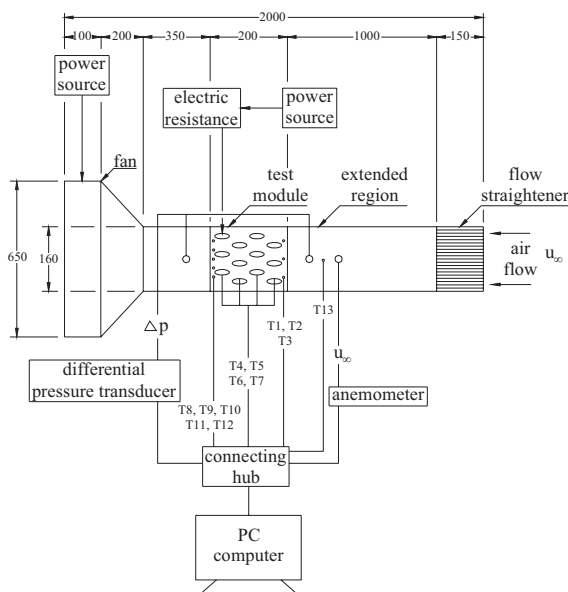 2000
100
200
350
200
1000
150
power
source
electric
resistance
power
source
fan
test
module
extended
region
flow
straightener
650
160
air
flow
u∞
Δp
T1, T2
T3
T13
u∞
T4, T5
T6, T7
differential
pressure transducer
anemometer
T8, T9, T10
T11, T12
connecting
hub
PC
computer